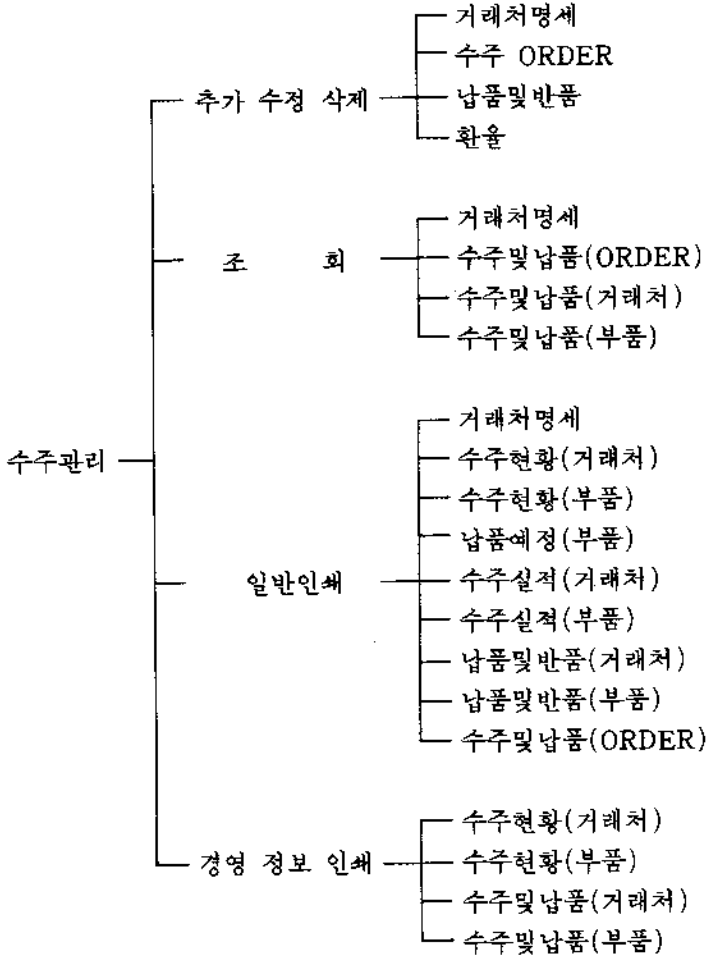 거래처명세
수주 ORDER
추가 수정 삭제
납품및반품
환율
거래처명세
조 회
수주및납품(ORDER)
수주및납품(거래처)
수주및납품(부품)
거래처명세
수주관리
수주현황(거래처)
수주현황(부품)
납품예정(부품)
일반인쇄
수주실적(거래처)
수주실적(부품)
납품및반품(거래처)
납품및반품(부품)
수주및납품(ORDER)
수주현황(거래처)
경영 정보 인쇄
수주현황(부품)
수주및납품(거래처)
수주및납품(부품)